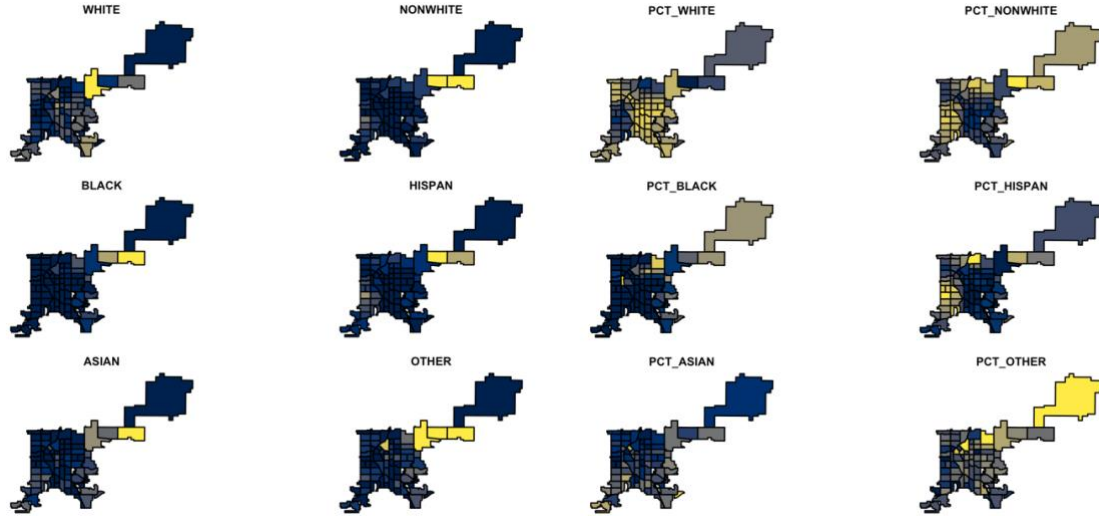 WHITE
NONWHITE
PCT_WHITE
PCT_NONWHITE
BLACK
HISPAN
PCT_BLACK
PCT_HISPAN
ASIAN
OTHER
PCT_ASIAN
PCT_OTHER